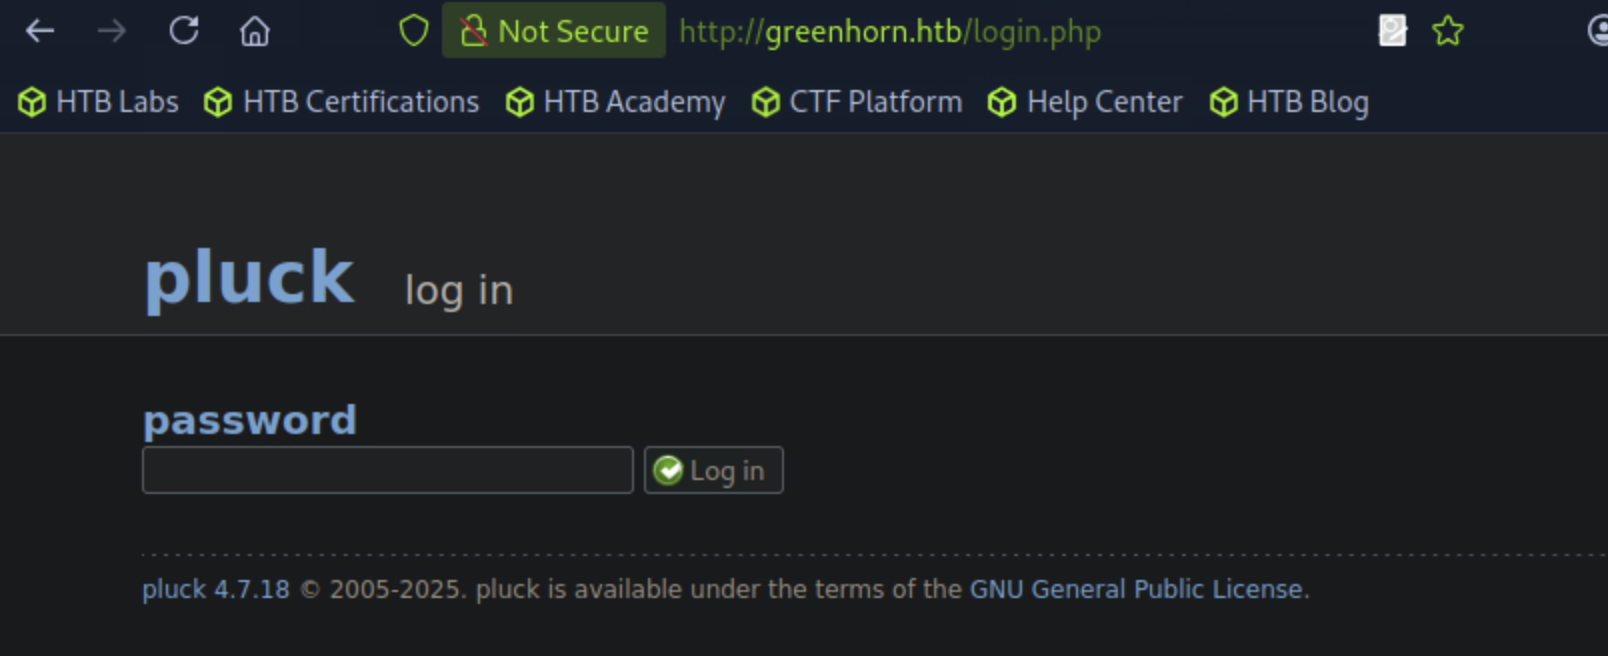 Not Secure http://greenhorn.htb/login.php
HTB Labs HTB Certifications HTB Academy CTF Platform Help Center HTB Blog
pluck log in
password
Log in
pluck 4.7.18 © 2005-2025. pluck is available under the terms of the GNU General Public License.